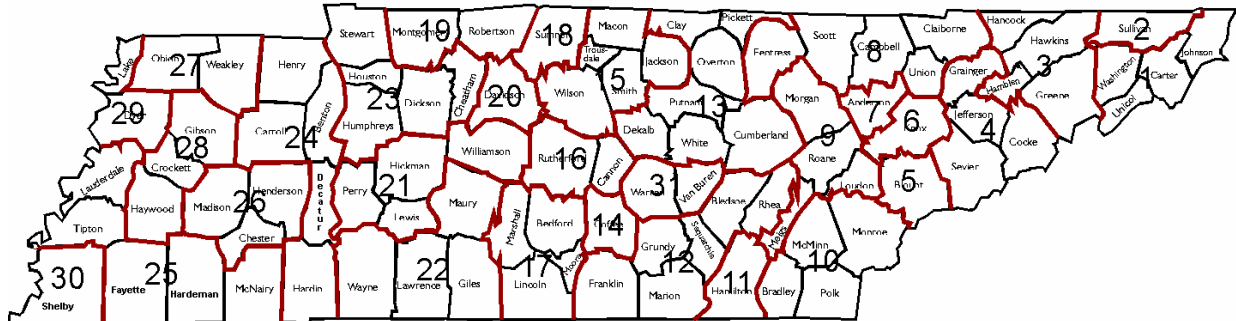 Stewart
Montgomery
19
Robertson
Sumner
18
Macon
Trous-
dale
Clay
Pickett
Jackson
Overton
Fentress
Scott
8
Campbell
Claiborne
Hancock
Hawkins
Sullivan
2
Johnson
Lake
Obion
27
Weakley
Henry
Houston
23
Dickson
Humphreys
Benton
Cheatham
Davidson
20
Wilson
5
Smith
Putnam
13
White
Dekalb
Cumberland
Morgan
Anderson
7
Union
6
Knox
Grainger
Hamblen
3
Jefferson
4
Greene
Washington
Carter
Unicoi
Cocke
Sevier
29
Gibson
28
Carroll
24
Crockett
Lauderdale
Haywood
Madison
26
Henderson
Decatur
Perry
21
Hickman
Lewis
Williamson
Maury
Rutherford
16
Cannon
Warren
31
Van Buren
Bledsoe
Rhea
Meigs
9
Roane
Loudon
5
Blount
Monroe
McMinn
10
Polk
Tipton
Chester
Marshall
Bedford
14
Grundy
Sequatchie
12
Marion
11
Hamilton
Bradley
30
Shelby
25
Fayette
Hardeman
McNairy
Hardin
Wayne
22
Lawrence
Giles
17
Lincoln
Moore
Franklin